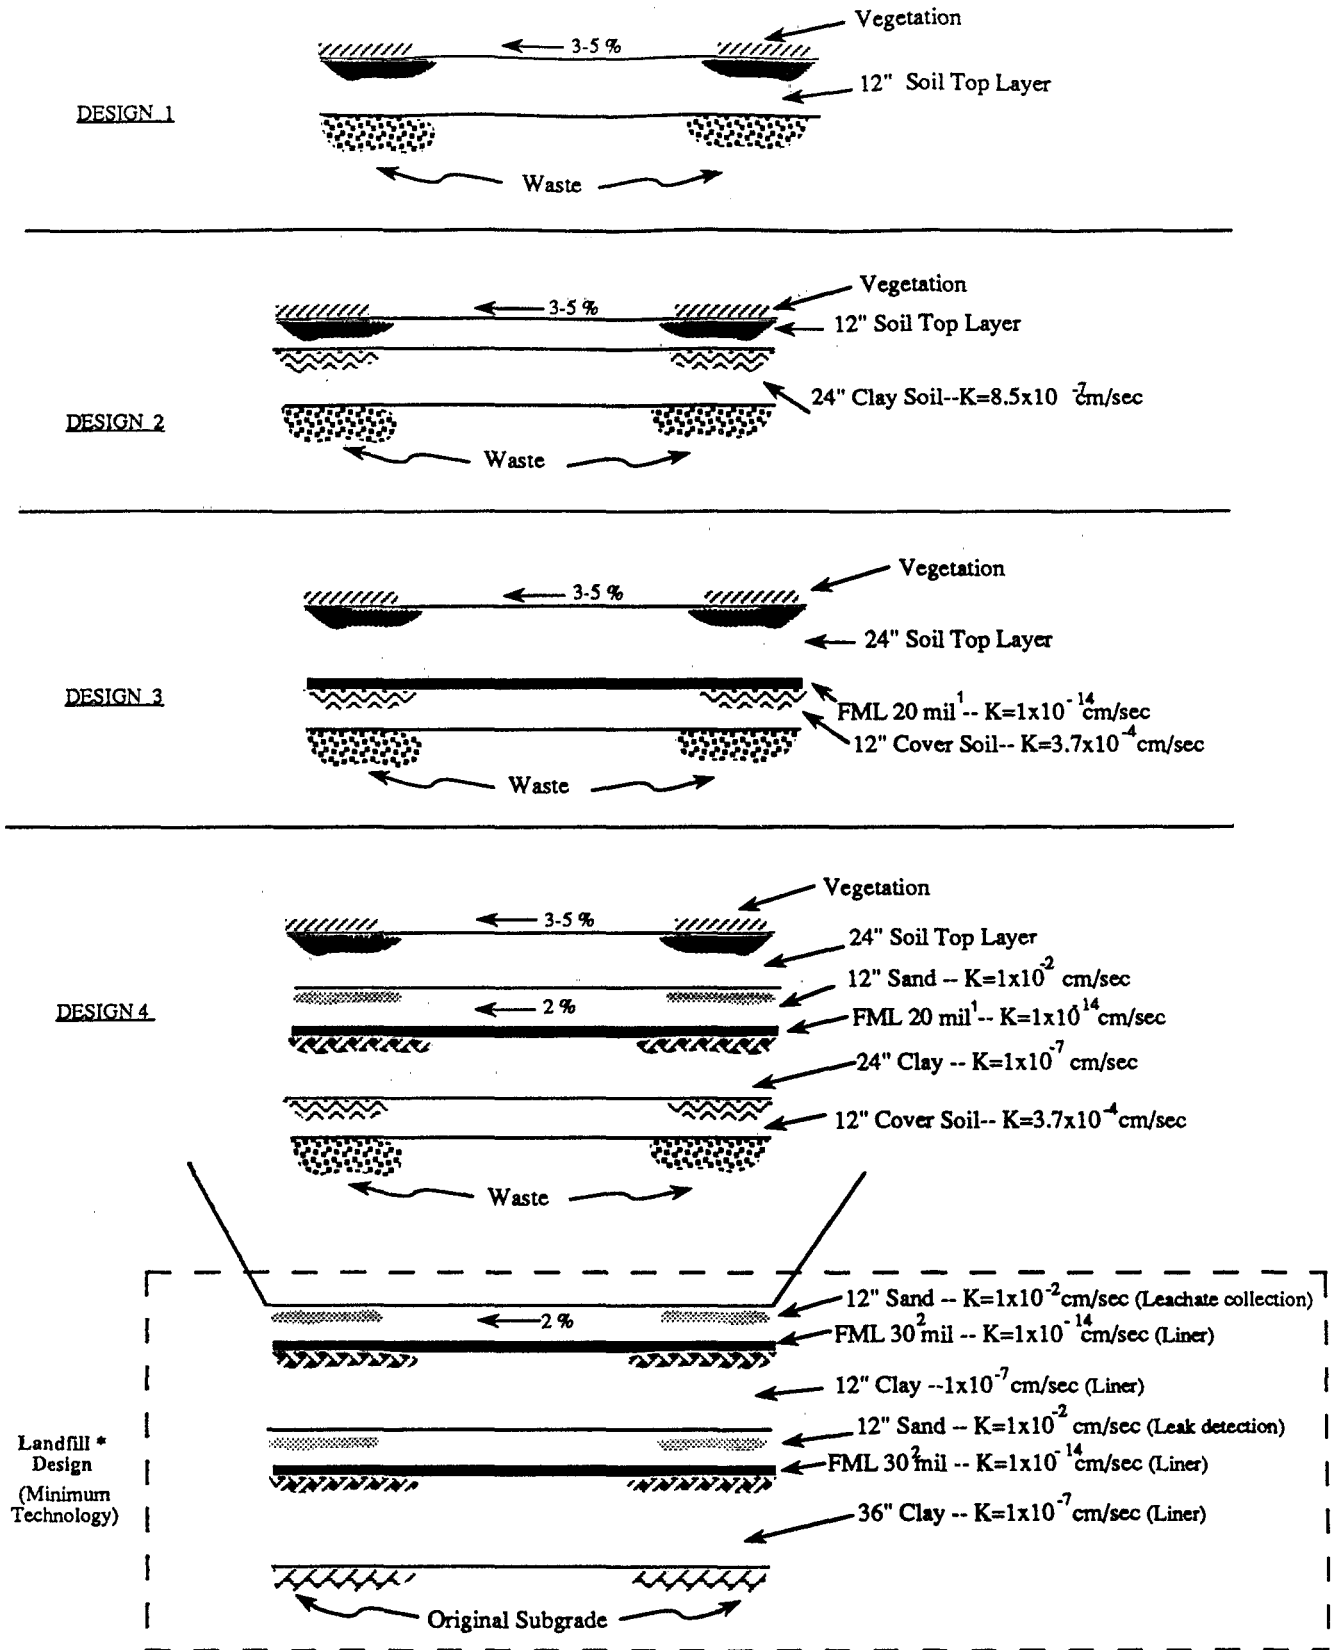 Vegetation
3-5 %
12" Soil Top Layer
DESIGN 1
Waste
Vegetation
3-5 %
12" Soil Top Layer
24" Clay Soil--K=8.5x10 -7 cm/sec
DESIGN 2
Waste
Vegetation
3-5 %
24" Soil Top Layer
DESIGN 3
FML 20 mil¹-- K=1x10⁻¹⁴cm/sec
12" Cover Soil-- K=3.7x10⁻⁴cm/sec
Waste
Vegetation
3-5 %
24" Soil Top Layer
12" Sand -- K=1x10⁻² cm/sec
DESIGN 4
2 %
FML 20 mil¹-- K=1x10⁻¹⁴cm/sec
24" Clay -- K=1x10⁻⁷ cm/sec
12" Cover Soil-- K=3.7x10⁻⁴cm/sec
Waste
12" Sand -- K=1x10⁻²cm/sec (Leachate collection)
2 %
FML 30²mil -- K=1x10⁻¹⁴cm/sec (Liner)
12" Clay --1x10⁻⁷cm/sec (Liner)
12" Sand -- K=1x10⁻² cm/sec (Leak detection)
Landfill *
Design
(Minimum
Technology)
FML 30²mil -- K=1x10⁻¹⁴cm/sec (Liner)
36" Clay -- K=1x10⁻⁷cm/sec (Liner)
Original Subgrade